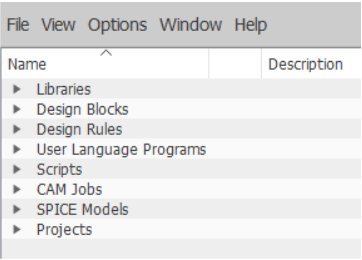 File View Options Window Help
Name Description
Libraries
Design Blocks
Design Rules
User Language Programs
Scripts
CAM Jobs
SPICE Models
Projects